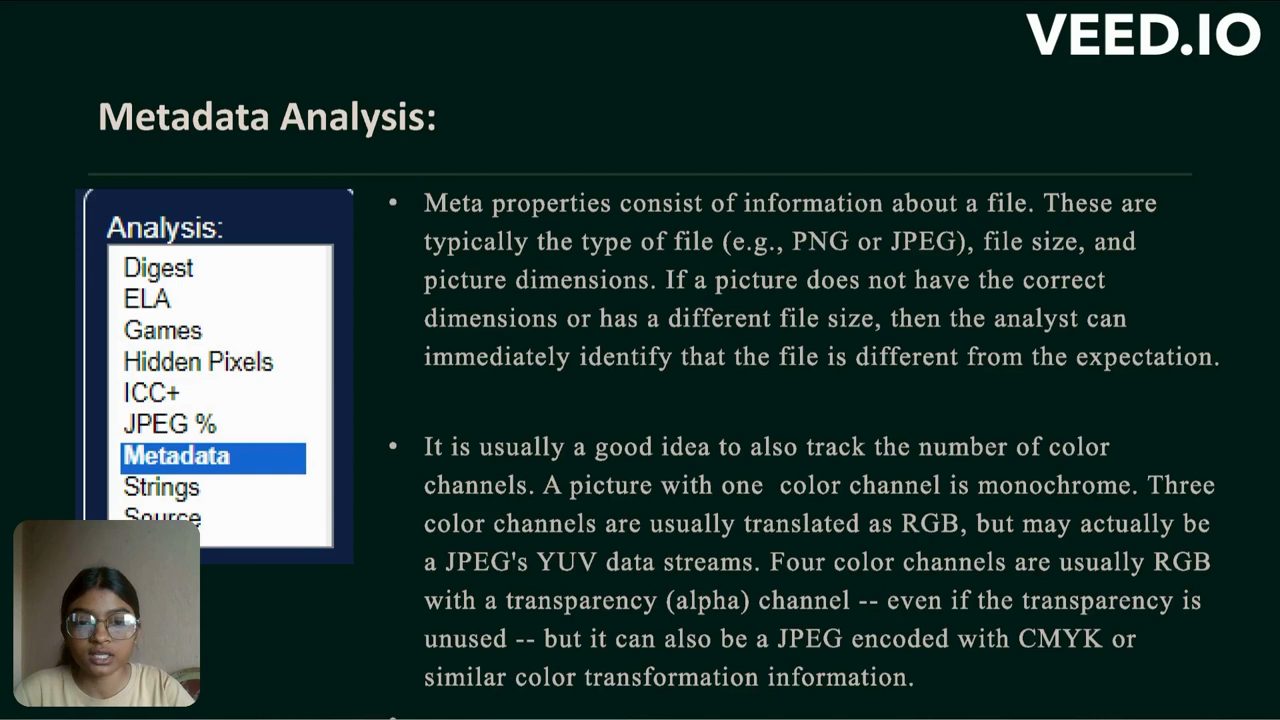 VEED.IO
Metadata Analysis:
Analysis:
Digest
ELA
Games
Hidden Pixels
ICC+
JPEG %
Metadata
Strings
Source
• Meta properties consist of information about a file. These are
typically the type of file (e.g., PNG or JPEG), file size, and
picture dimensions. If a picture does not have the correct
dimensions or has a different file size, then the analyst can
immediately identify that the file is different from the expectation.
• It is usually a good idea to also track the number of color
channels. A picture with one  color channel is monochrome. Three
color channels are usually translated as RGB, but may actually be
a JPEG's YUV data streams. Four color channels are usually RGB
with a transparency (alpha) channel -- even if the transparency is
unused -- but it can also be a JPEG encoded with CMYK or
similar color transformation information.